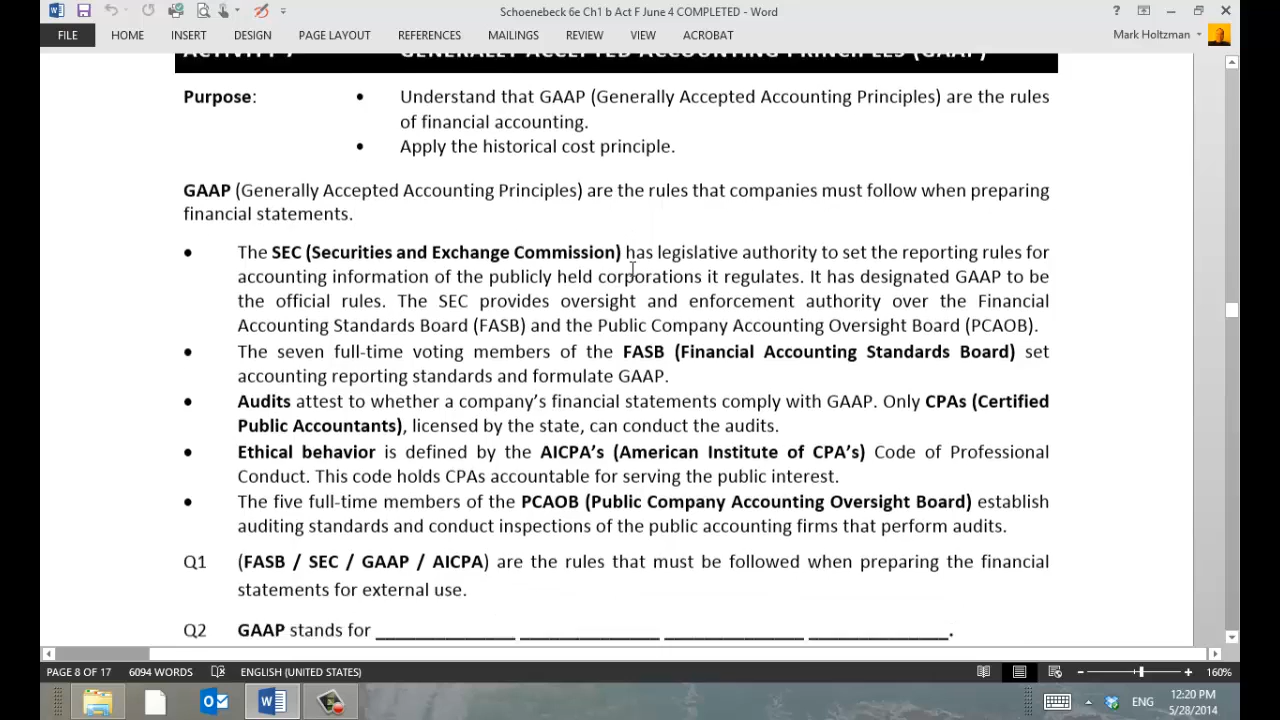 Schoenebeck 6e Ch1 b Act F June 4 COMPLETED - Word
FILE HOME INSERT DESIGN PAGE LAYOUT REFERENCES MAILINGS REVIEW VIEW ACROBAT Mark Holtzman
GENERALLY ACCEPTED ACCOUNTING PRINCIPLES (GAAP)
Purpose: • Understand that GAAP (Generally Accepted Accounting Principles) are the rules
of financial accounting.
• Apply the historical cost principle.
GAAP (Generally Accepted Accounting Principles) are the rules that companies must follow when preparing
financial statements.
• The SEC (Securities and Exchange Commission) has legislative authority to set the reporting rules for
accounting information of the publicly held corporations it regulates. It has designated GAAP to be
the official rules. The SEC provides oversight and enforcement authority over the Financial
Accounting Standards Board (FASB) and the Public Company Accounting Oversight Board (PCAOB).
• The seven full-time voting members of the FASB (Financial Accounting Standards Board) set
accounting reporting standards and formulate GAAP.
• Audits attest to whether a company's financial statements comply with GAAP. Only CPAs (Certified
Public Accountants), licensed by the state, can conduct the audits.
• Ethical behavior is defined by the AICPA's (American Institute of CPA's) Code of Professional
Conduct. This code holds CPAs accountable for serving the public interest.
• The five full-time members of the PCAOB (Public Company Accounting Oversight Board) establish
auditing standards and conduct inspections of the public accounting firms that perform audits.
Q1 (FASB / SEC / GAAP / AICPA) are the rules that must be followed when preparing the financial
statements for external use.
Q2 GAAP stands for ______________ ______________ ______________ ______________.
PAGE 8 OF 17 6094 WORDS ENGLISH (UNITED STATES) 160%
ENG 12:20 PM
5/28/2014